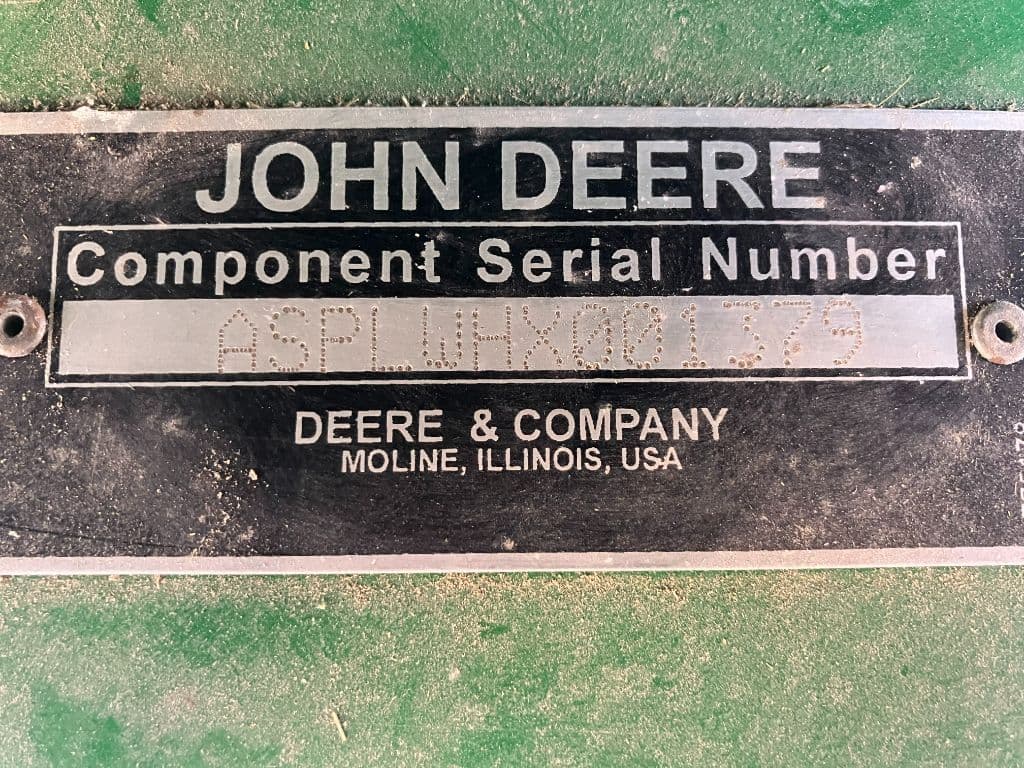 JOHN DEERE
Component Serial Number
ASPLWHX001379
DEERE & COMPANY
MOLINE, ILLINOIS, USA